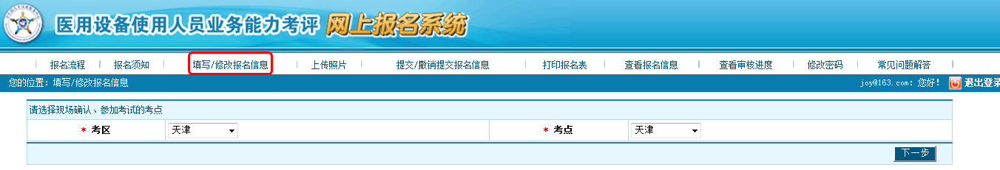 医用设备使用人员业务能力考评 网上报名系统
报名流程 报名须知 填写/修改报名信息 上传照片 提交/撤销提交报名信息 打印报名表 查看报名信息 查看审核进度 修改密码 常见问题解答
您的位置：填写/修改报名信息 joy@163.com：您好！ 退出登录
请选择现场确认、参加考试的考点
* 考区 天津 * 考点 天津
下一步